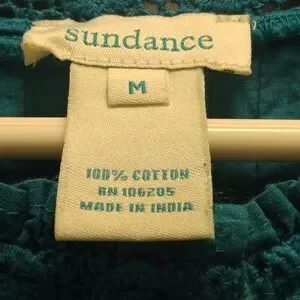 sundance
M
100% COTTON
RN 106205
MADE IN INDIA